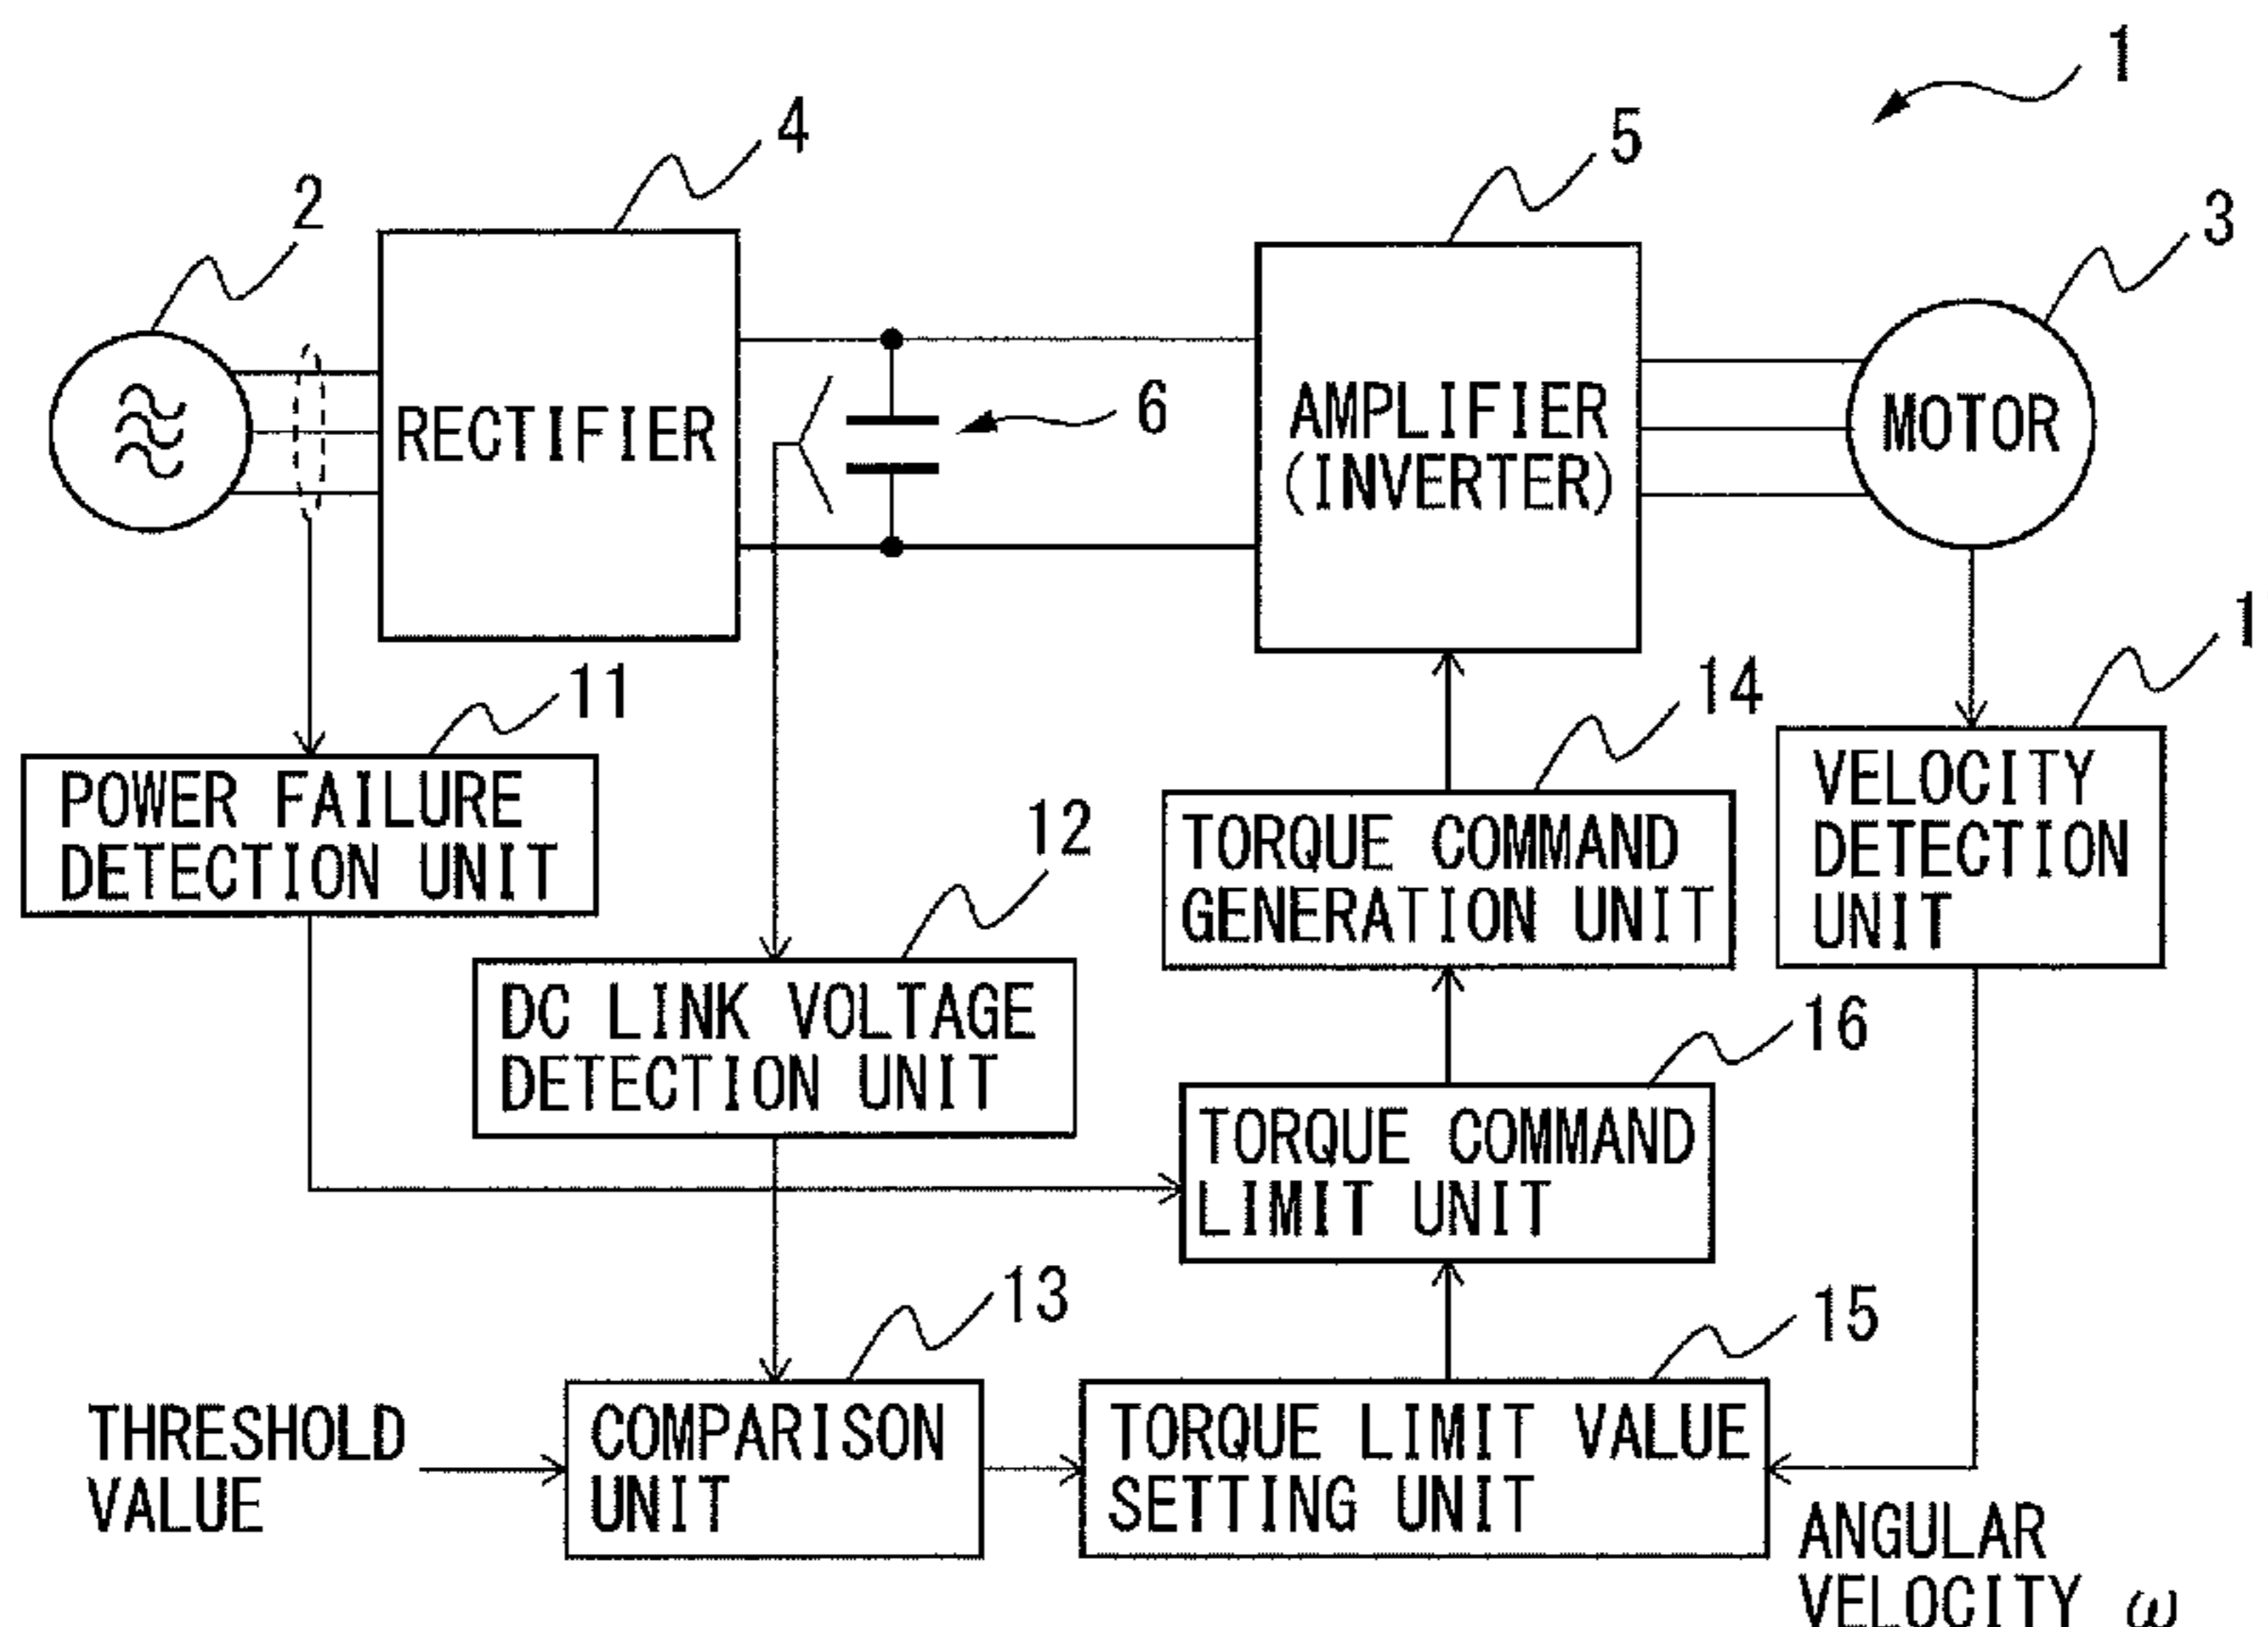 1
4
5
2
3
RECTIFIER
6
AMPLIFIER
(INVERTER)
MOTOR
11
14
1
POWER FAILURE
DETECTION UNIT
12
TORQUE COMMAND
GENERATION UNIT
VELOCITY
DETECTION
UNIT
DC LINK VOLTAGE
DETECTION UNIT
16
TORQUE COMMAND
LIMIT UNIT
13
15
THRESHOLD
VALUE
COMPARISON
UNIT
TORQUE LIMIT VALUE
SETTING UNIT
ANGULAR
VELOCITY ω